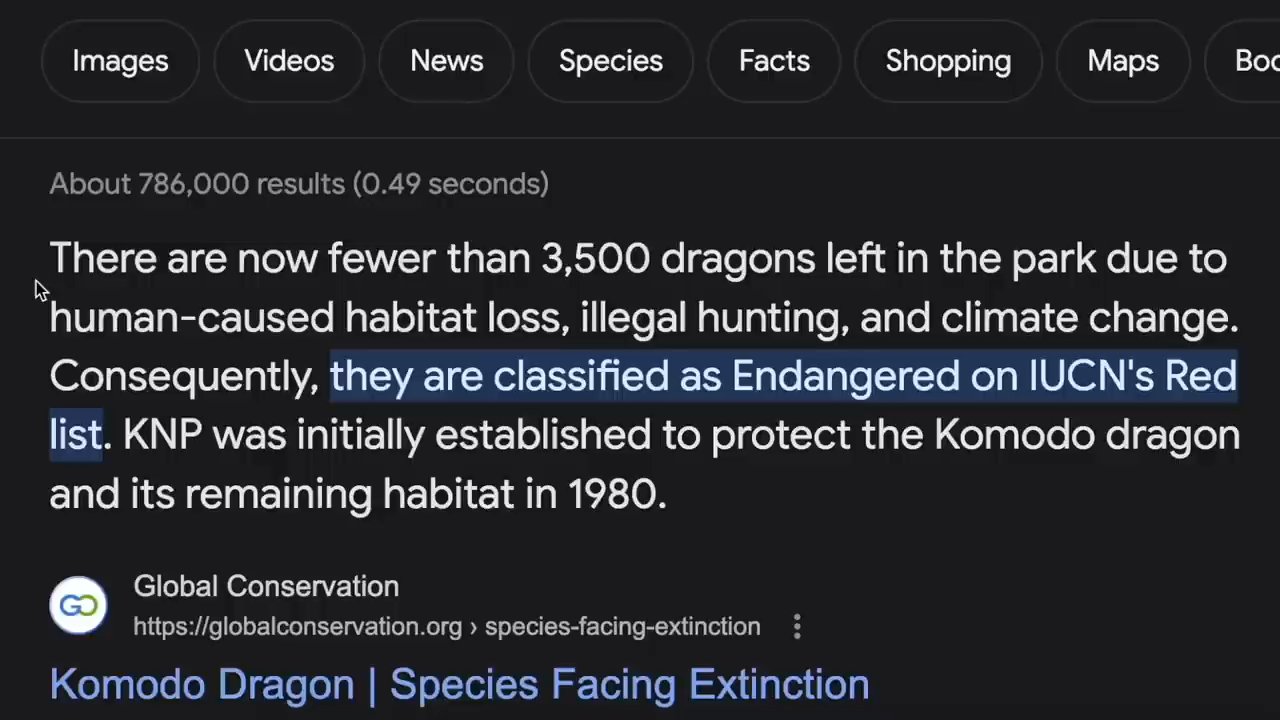 Images Videos News Species Facts Shopping Maps
About 786,000 results (0.49 seconds)
There are now fewer than 3,500 dragons left in the park due to
human-caused habitat loss, illegal hunting, and climate change.
Consequently, they are classified as Endangered on IUCN's Red
list. KNP was initially established to protect the Komodo dragon
and its remaining habitat in 1980.
GO
Global Conservation
https://globalconservation.org › species-facing-extinction
Komodo Dragon | Species Facing Extinction